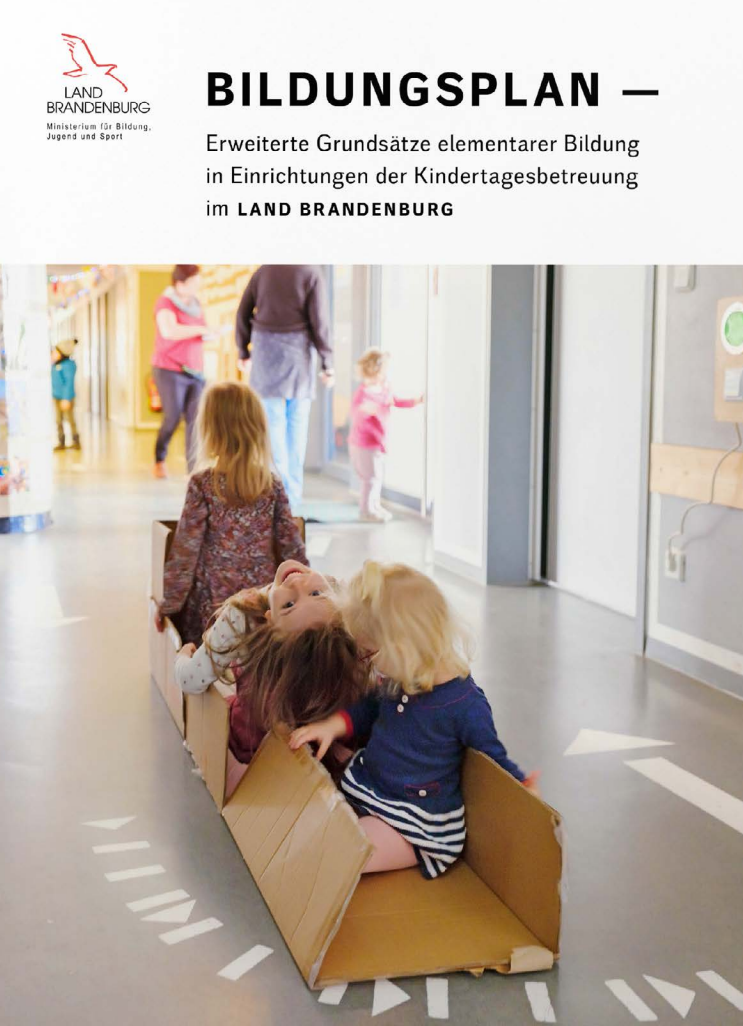 LAND
BRANDENBURG
Ministerium für Bildung,
Jugend und Sport
BILDUNGSPLAN —
Erweiterte Grundsätze elementarer Bildung
in Einrichtungen der Kindertagesbetreuung
im LAND BRANDENBURG